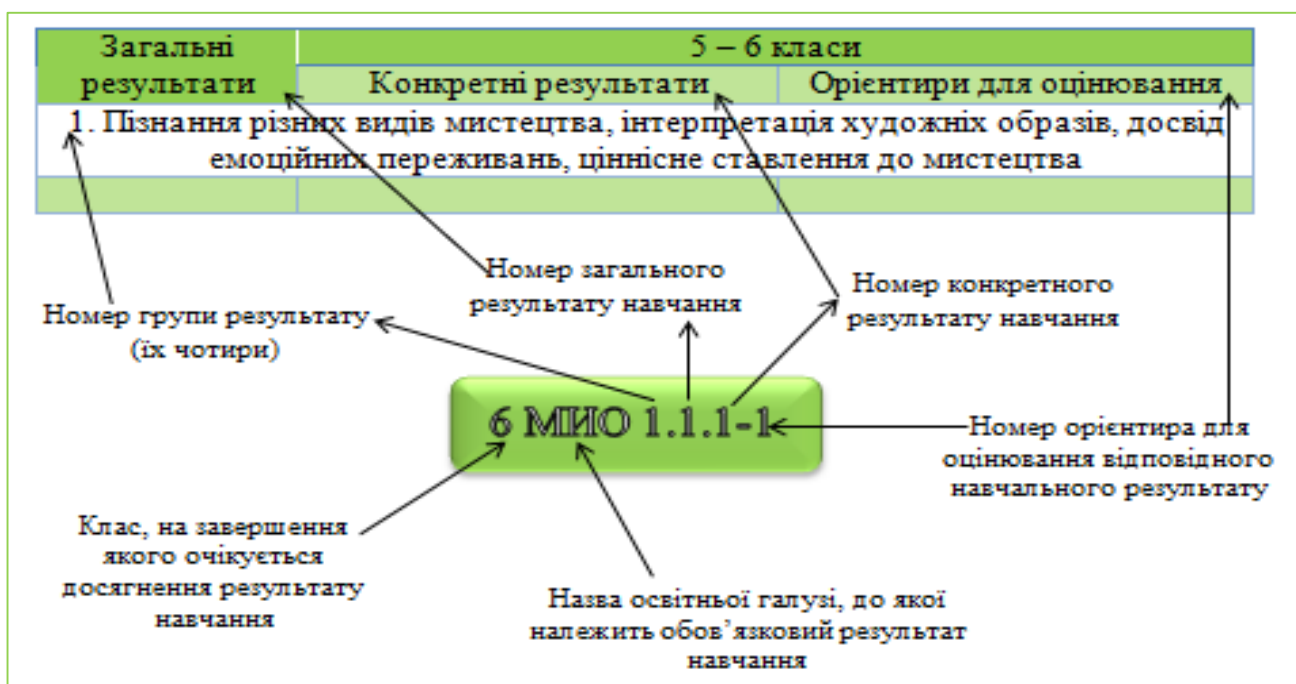 Загальні
результати
5 – 6 класи
Конкретні результати
Орієнтири для оцінювання
1. Пізнання різних видів мистецтва, інтерпретація художніх образів, досвід
емоційних переживань, ціннісне ставлення до мистецтва
Номер загального
результату навчання
Номер конкретного
результату навчання
Номер групи результату
(їх чотири)
6 МИО 1.1.1-1
Номер орієнтира для
оцінювання відповідного
навчального результату
Клас, на завершення
якого очікується
досягнення результату
навчання
Назва освітньої галузі, до якої
належить обов’язковий результат
навчання